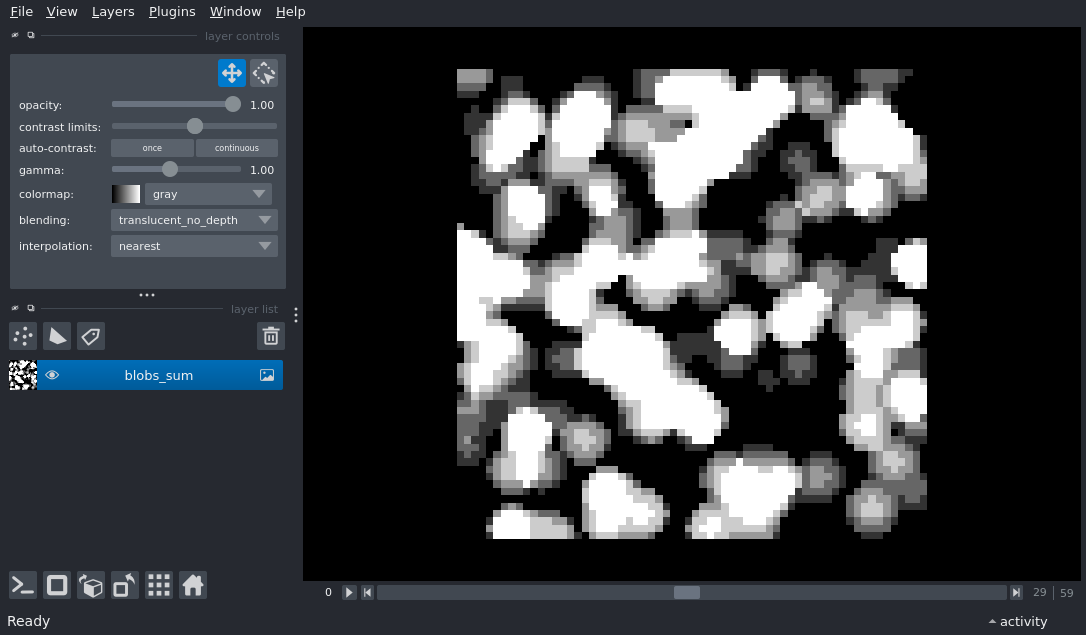 File View Layers Plugins Window Help
layer controls
opacity: 1.00
contrast limits:
auto-contrast: once continuous
gamma: 1.00
colormap: gray
blending: translucent_no_depth
interpolation: nearest
layer list
blobs_sum
0 29 59
Ready activity